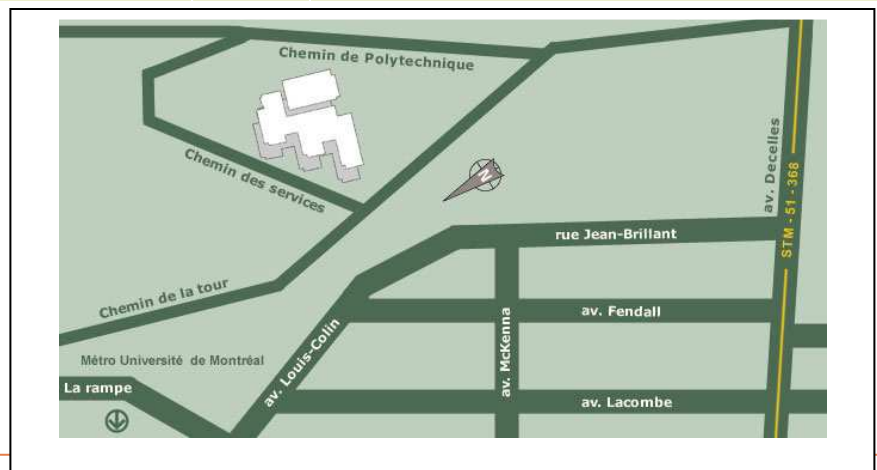 Chemin de Polytechnique
av. Decelles
Chemin des services
STM - 51 - 368
N
rue Jean-Brillant
Chemin de la tour
av. Fendall
av. Louis-Colin
av. McKenna
Métro Université de Montréal
La rampe
av. Lacombe